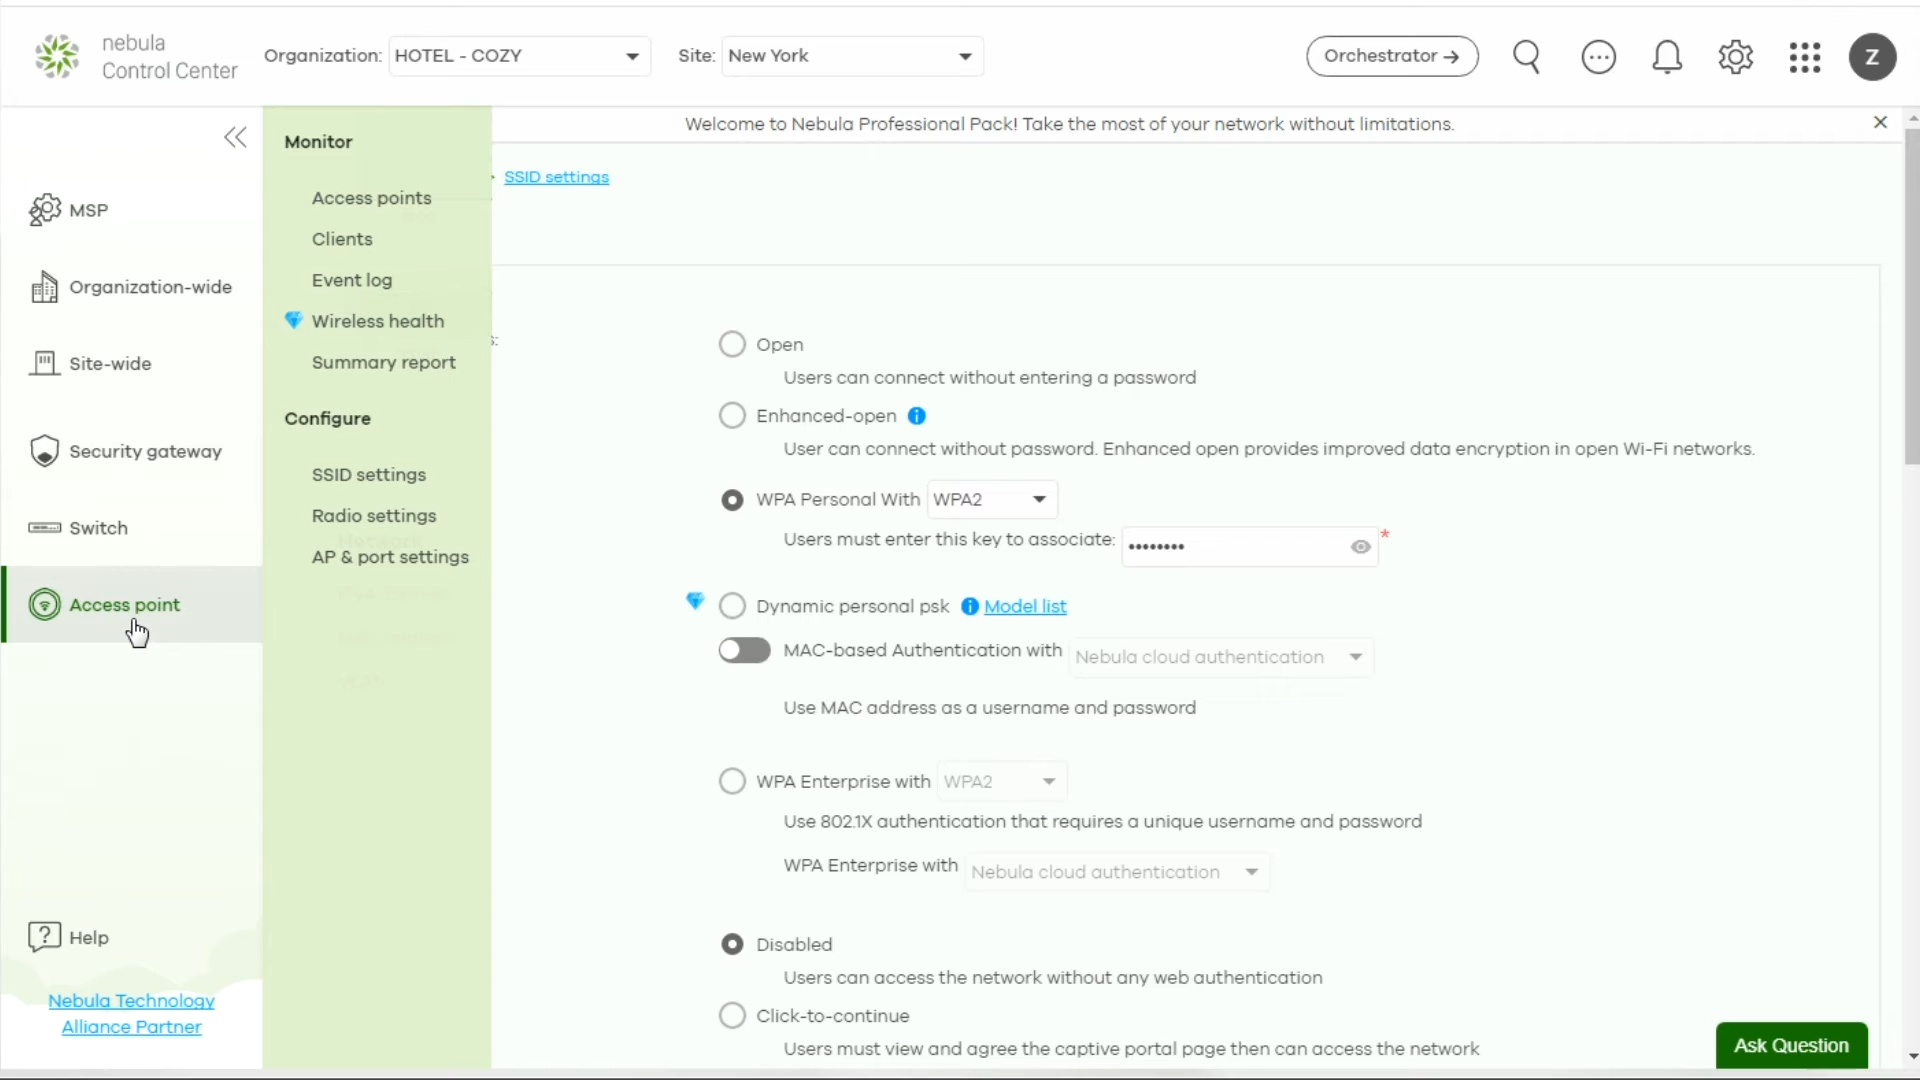 nebula
Control Center
Organization: HOTEL - COZY
Site: New York
Orchestrator →
Z
Welcome to Nebula Professional Pack! Take the most of your network without limitations.
MSP
Organization-wide
Site-wide
Security gateway
Switch
Access point
Help
Nebula Technology
Alliance Partner
Monitor
Access points
Clients
Event log
Wireless health
Summary report
Configure
SSID settings
Radio settings
AP & port settings
SSID settings
Open
Users can connect without entering a password
Enhanced-open
User can connect without password. Enhanced open provides improved data encryption in open Wi-Fi networks.
WPA Personal With WPA2
Users must enter this key to associate: •••••••• *
Dynamic personal psk Model list
MAC-based Authentication with Nebula cloud authentication
Use MAC address as a username and password
WPA Enterprise with WPA2
Use 802.1X authentication that requires a unique username and password
WPA Enterprise with Nebula cloud authentication
Disabled
Users can access the network without any web authentication
Click-to-continue
Users must view and agree the captive portal page then can access the network
Ask Question